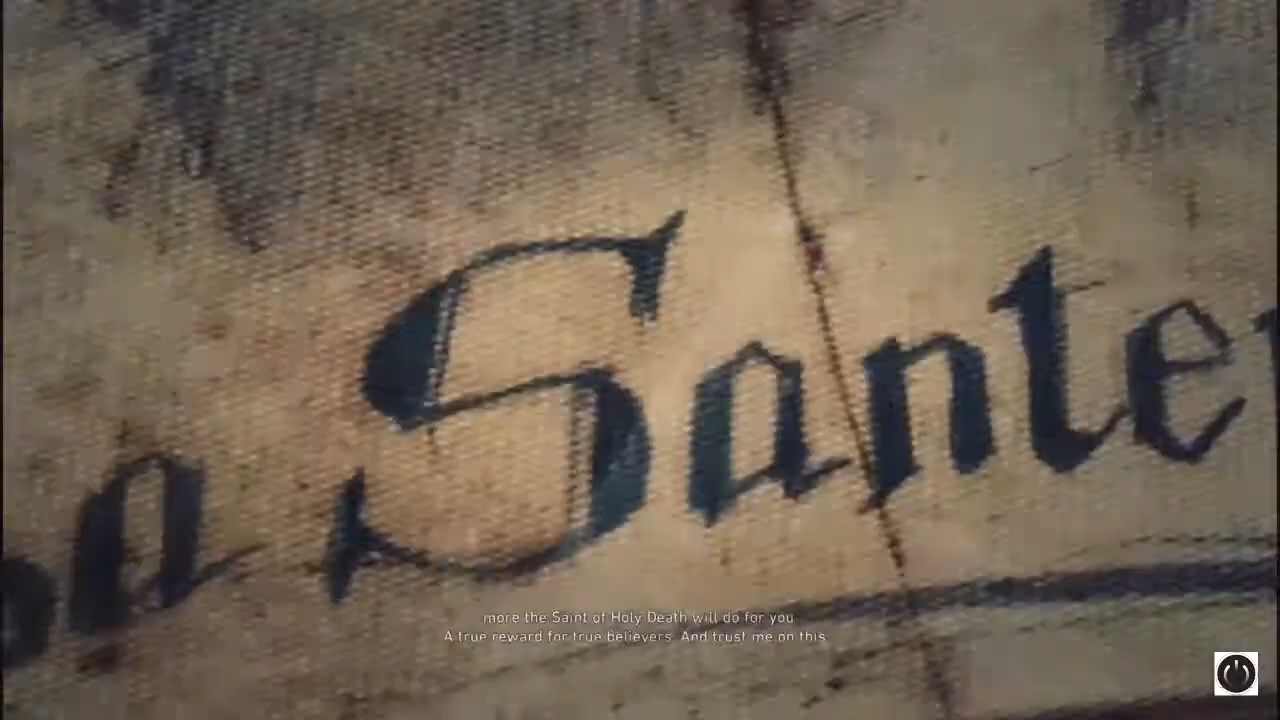 Sante
more the Saint of Holy Death will do for you
A true reward for true believers. And trust me on this,